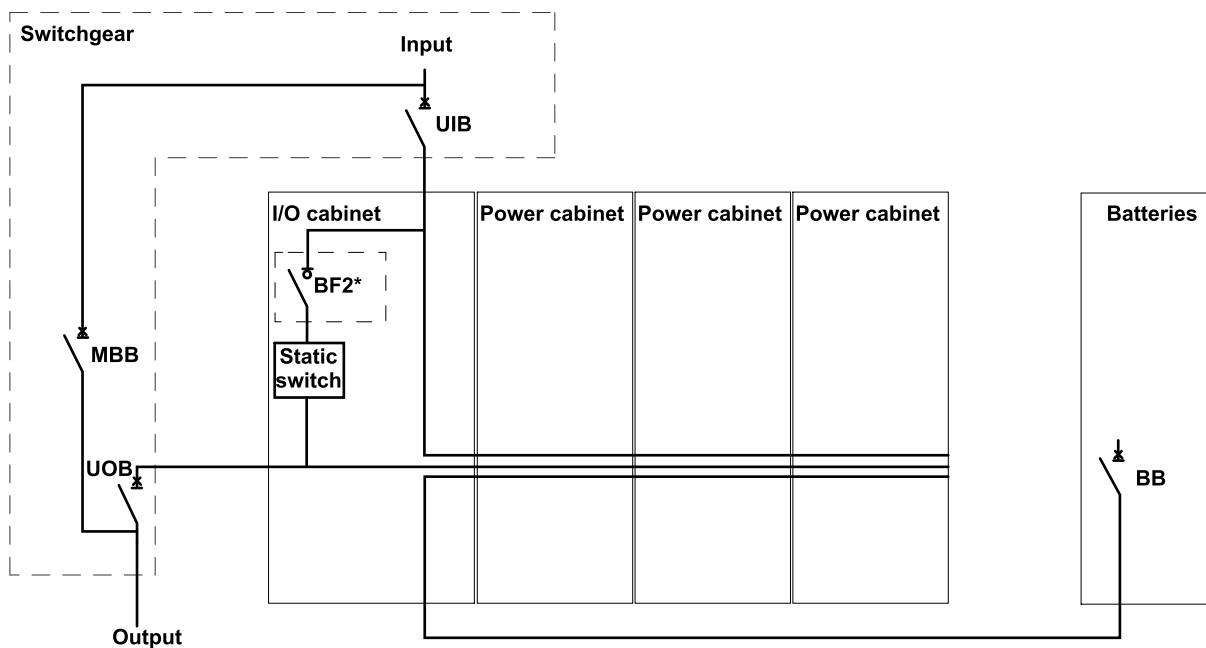 Switchgear
Input
UIB
I/O cabinet
Power cabinet
Power cabinet
Power cabinet
Batteries
BF2*
MBB
Static
switch
UOB
BB
Output